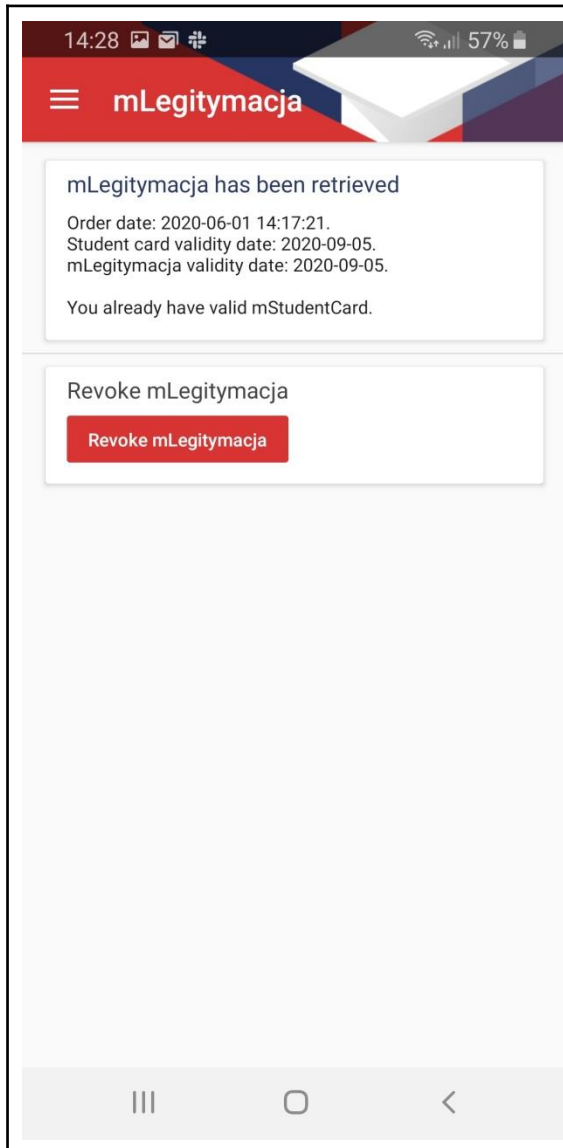 14:28 57%
mLegitymacja
mLegitymacja has been retrieved
Order date: 2020-06-01 14:17:21.
Student card validity date: 2020-09-05.
mLegitymacja validity date: 2020-09-05.
You already have valid mStudentCard.
Revoke mLegitymacja
Revoke mLegitymacja